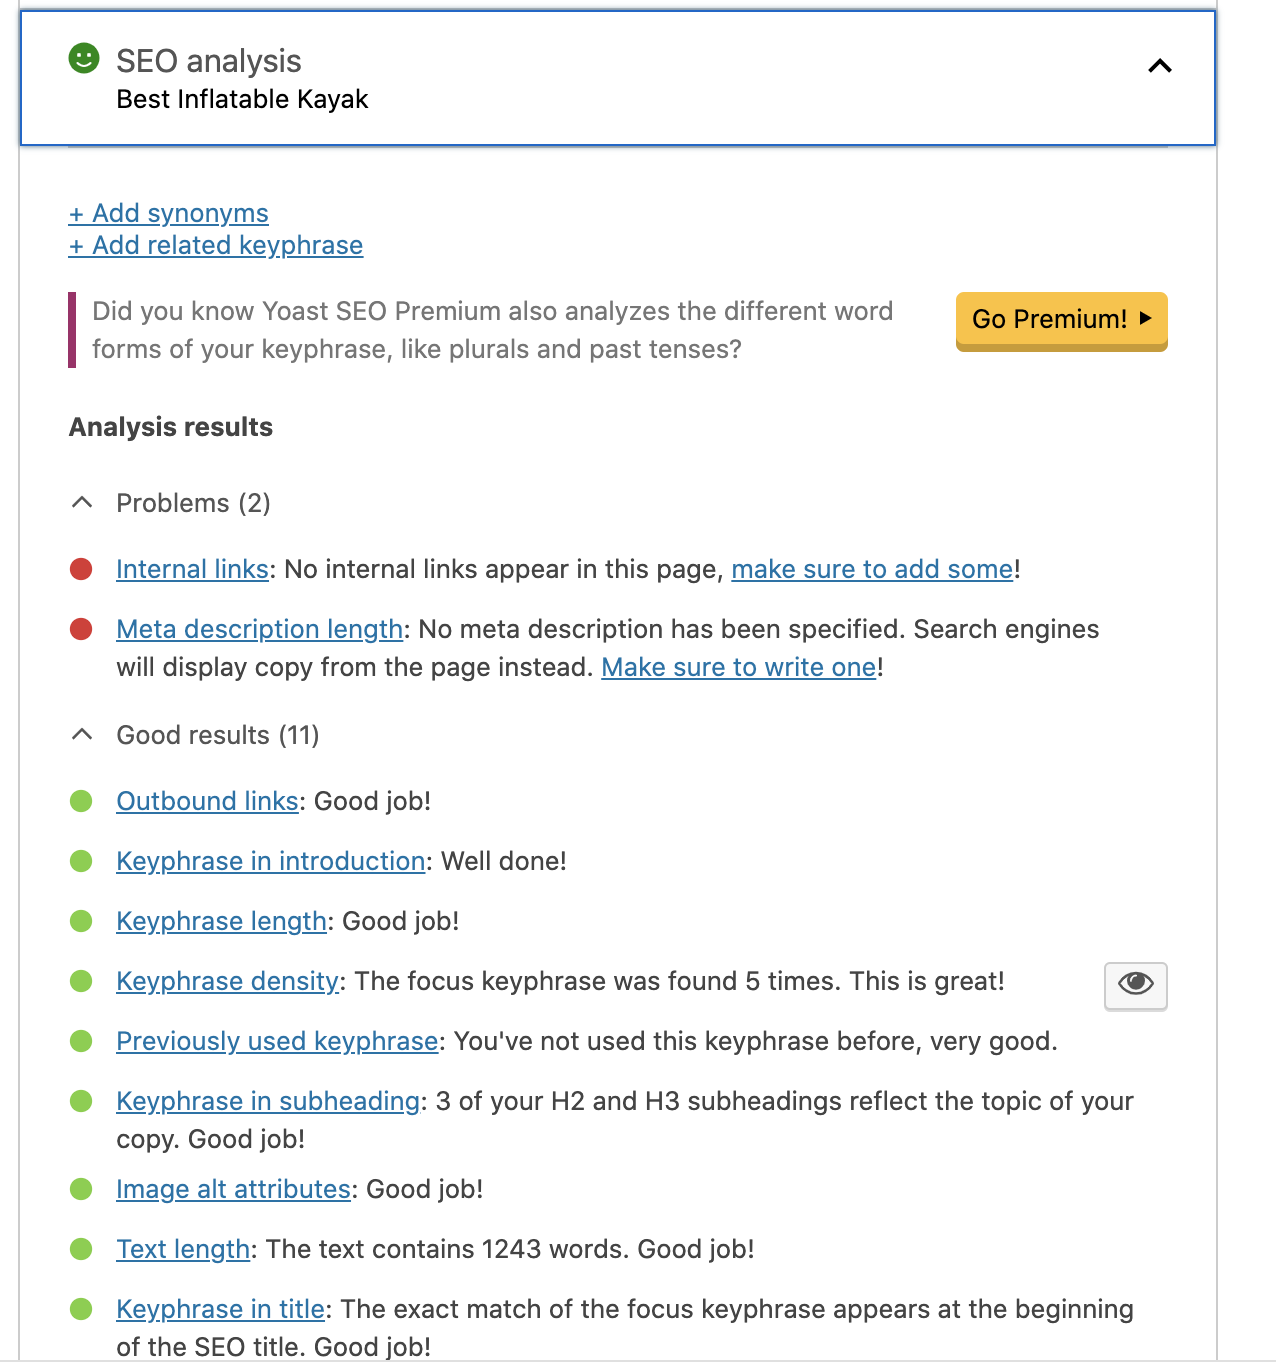 SEO analysis
Best Inflatable Kayak
+ Add synonyms
+ Add related keyphrase
Did you know Yoast SEO Premium also analyzes the different word
forms of your keyphrase, like plurals and past tenses?
Go Premium!
Analysis results
Problems (2)
Internal links: No internal links appear in this page, make sure to add some!
Meta description length: No meta description has been specified. Search engines
will display copy from the page instead. Make sure to write one!
Good results (11)
Outbound links: Good job!
Keyphrase in introduction: Well done!
Keyphrase length: Good job!
Keyphrase density: The focus keyphrase was found 5 times. This is great!
Previously used keyphrase: You've not used this keyphrase before, very good.
Keyphrase in subheading: 3 of your H2 and H3 subheadings reflect the topic of your
copy. Good job!
Image alt attributes: Good job!
Text length: The text contains 1243 words. Good job!
Keyphrase in title: The exact match of the focus keyphrase appears at the beginning
of the SEO title. Good job!